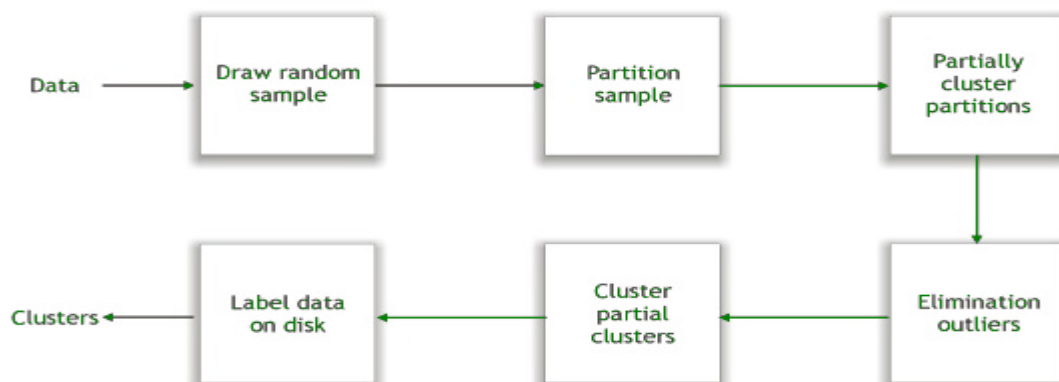 Data
Draw random
sample
Partition
sample
Partially
cluster
partitions
Elimination
outliers
Cluster
partial
clusters
Label data
on disk
Clusters